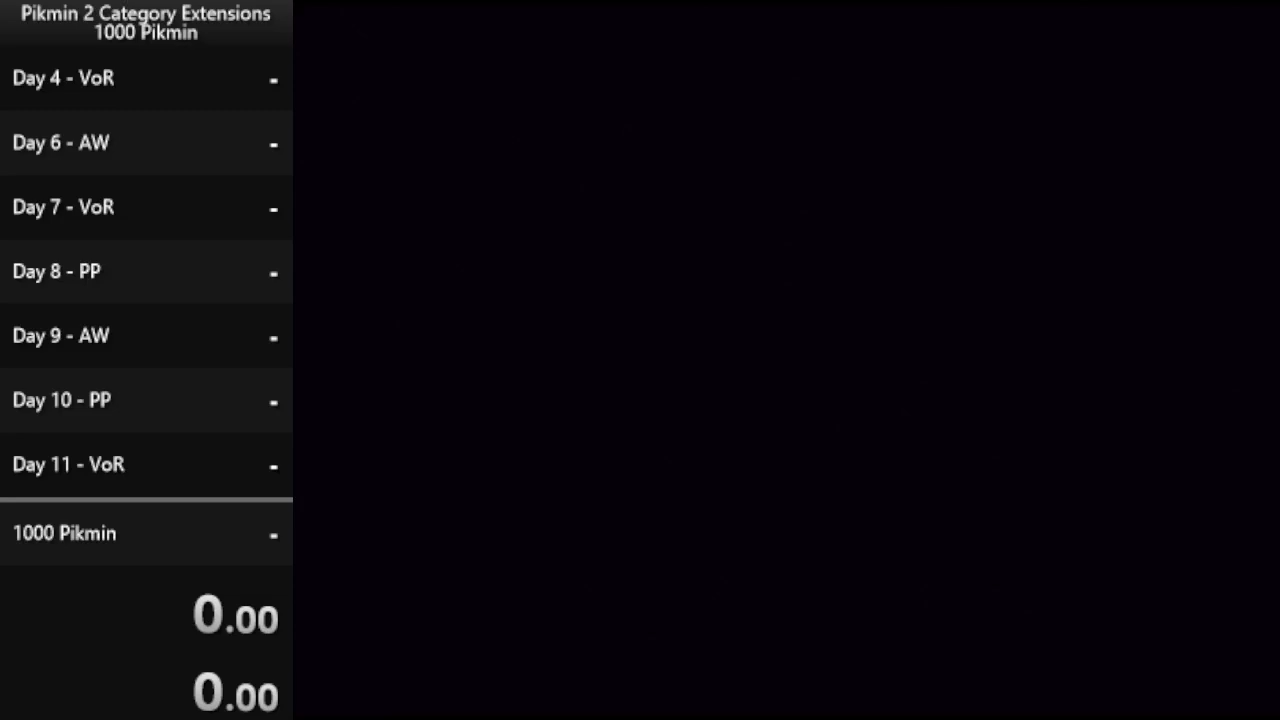 Pikmin 2 Category Extensions
1000 Pikmin
Day 4 - VoR -
Day 6 - AW -
Day 7 - VoR -
Day 8 - PP -
Day 9 - AW -
Day 10 - PP -
Day 11 - VoR -
1000 Pikmin -
0.00
0.00